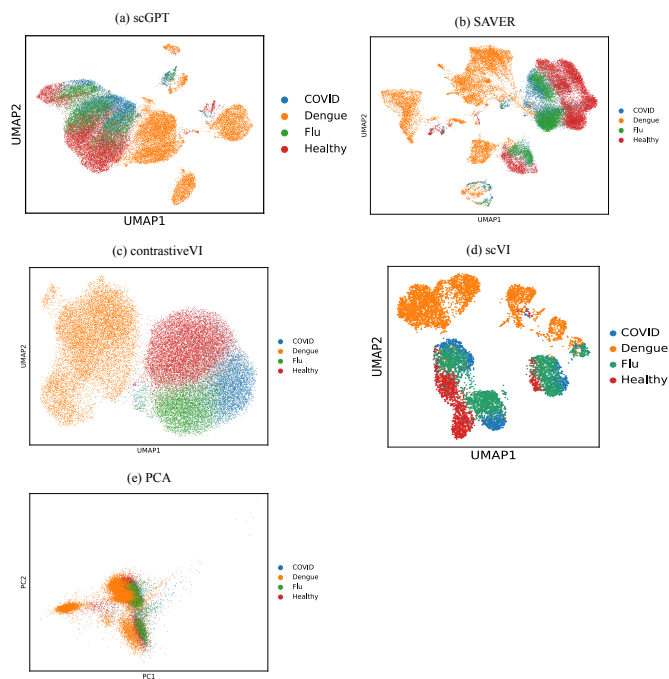 (a) scGPT
COVID
Dengue
Flu
Healthy
UMAP2
UMAP1
(b) SAVER
COVID
Dengue
Flu
Healthy
UMAP2
UMAP1
(c) contrastiveVI
COVID
Dengue
Flu
Healthy
UMAP2
UMAP1
(d) scVI
COVID
Dengue
Flu
Healthy
UMAP2
UMAP1
(e) PCA
COVID
Dengue
Flu
Healthy
PC2
PC1